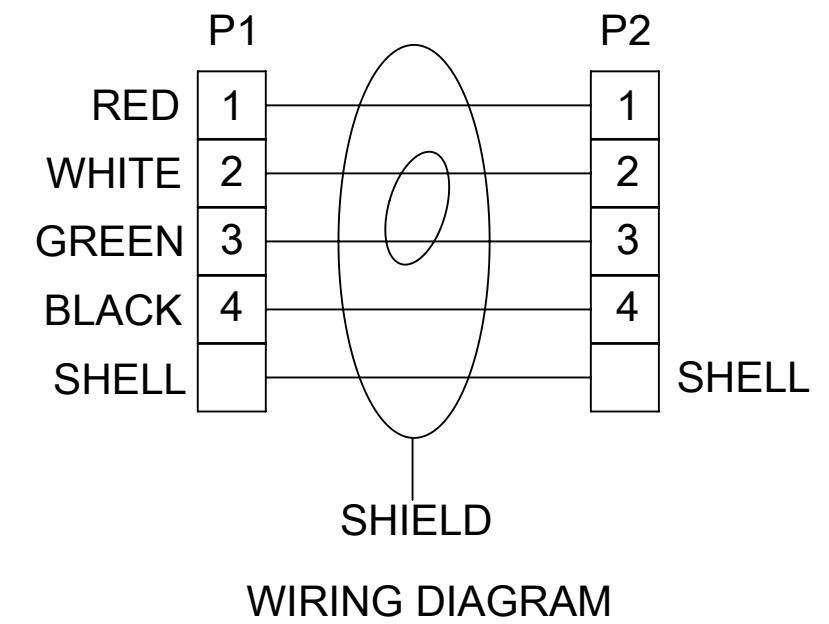 P1 P2
RED 1 1
WHITE 2 2
GREEN 3 3
BLACK 4 4
SHELL SHELL
SHIELD
WIRING DIAGRAM